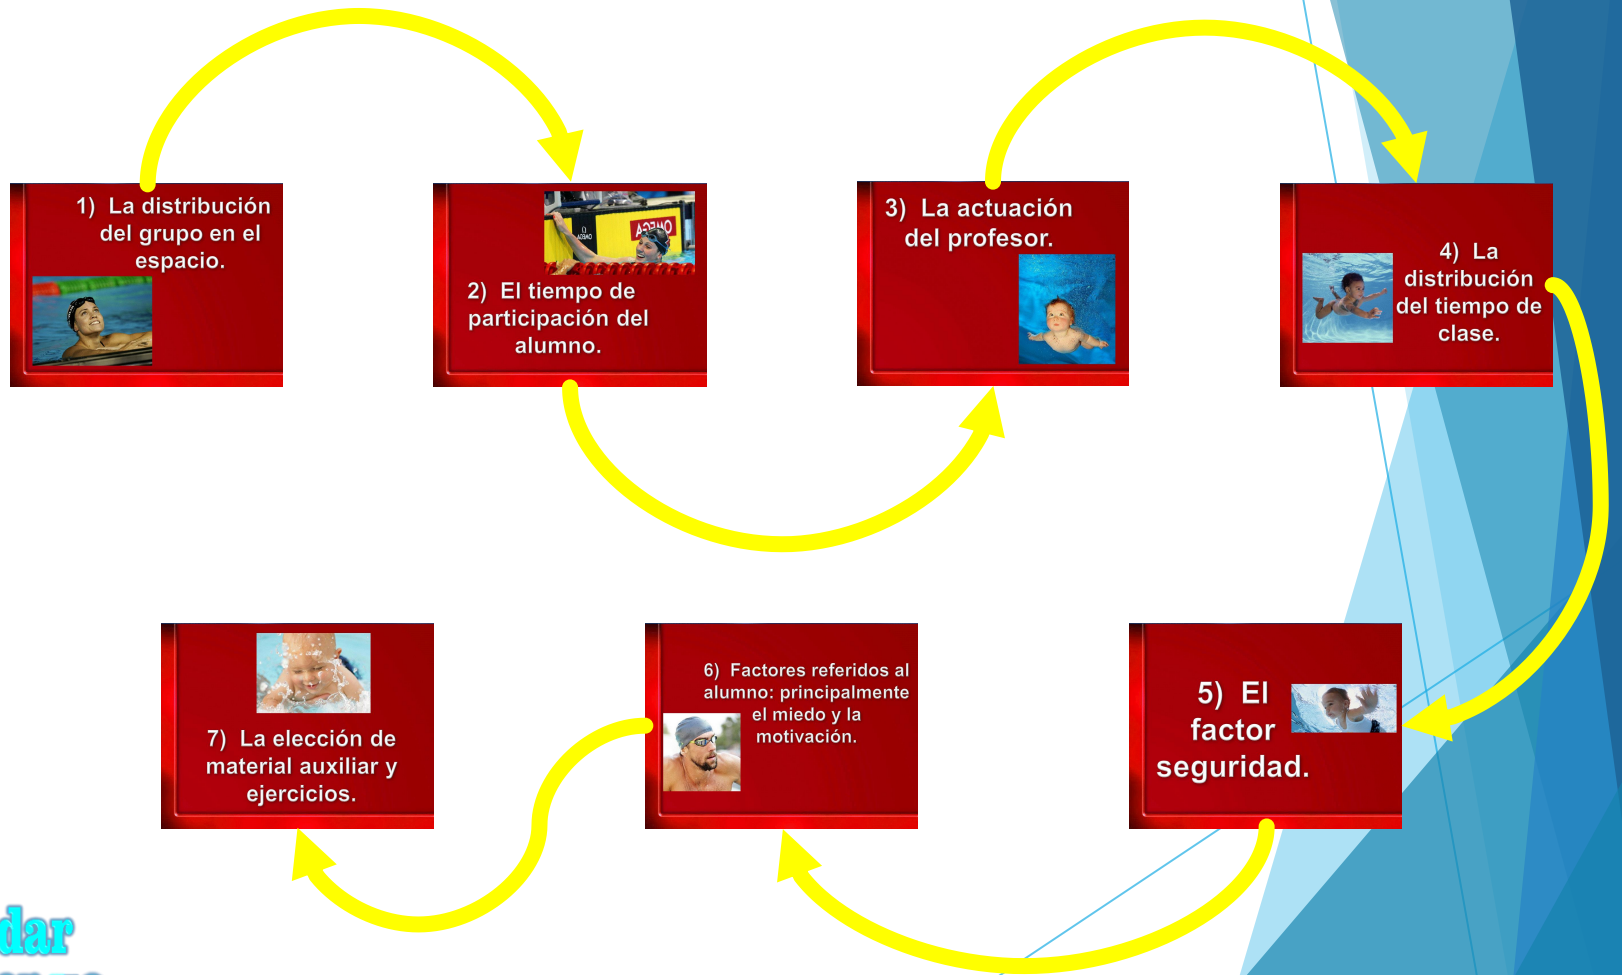 1) La distribución
del grupo en el
espacio.
OMEGA
2) El tiempo de
participación del
alumno.
3) La actuación
del profesor.
4) La
distribución
del tiempo de
clase.
5) El
factor
seguridad.
6) Factores referidos al
alumno: principalmente
el miedo y la
motivación.
7) La elección de
material auxiliar y
ejercicios.
dar